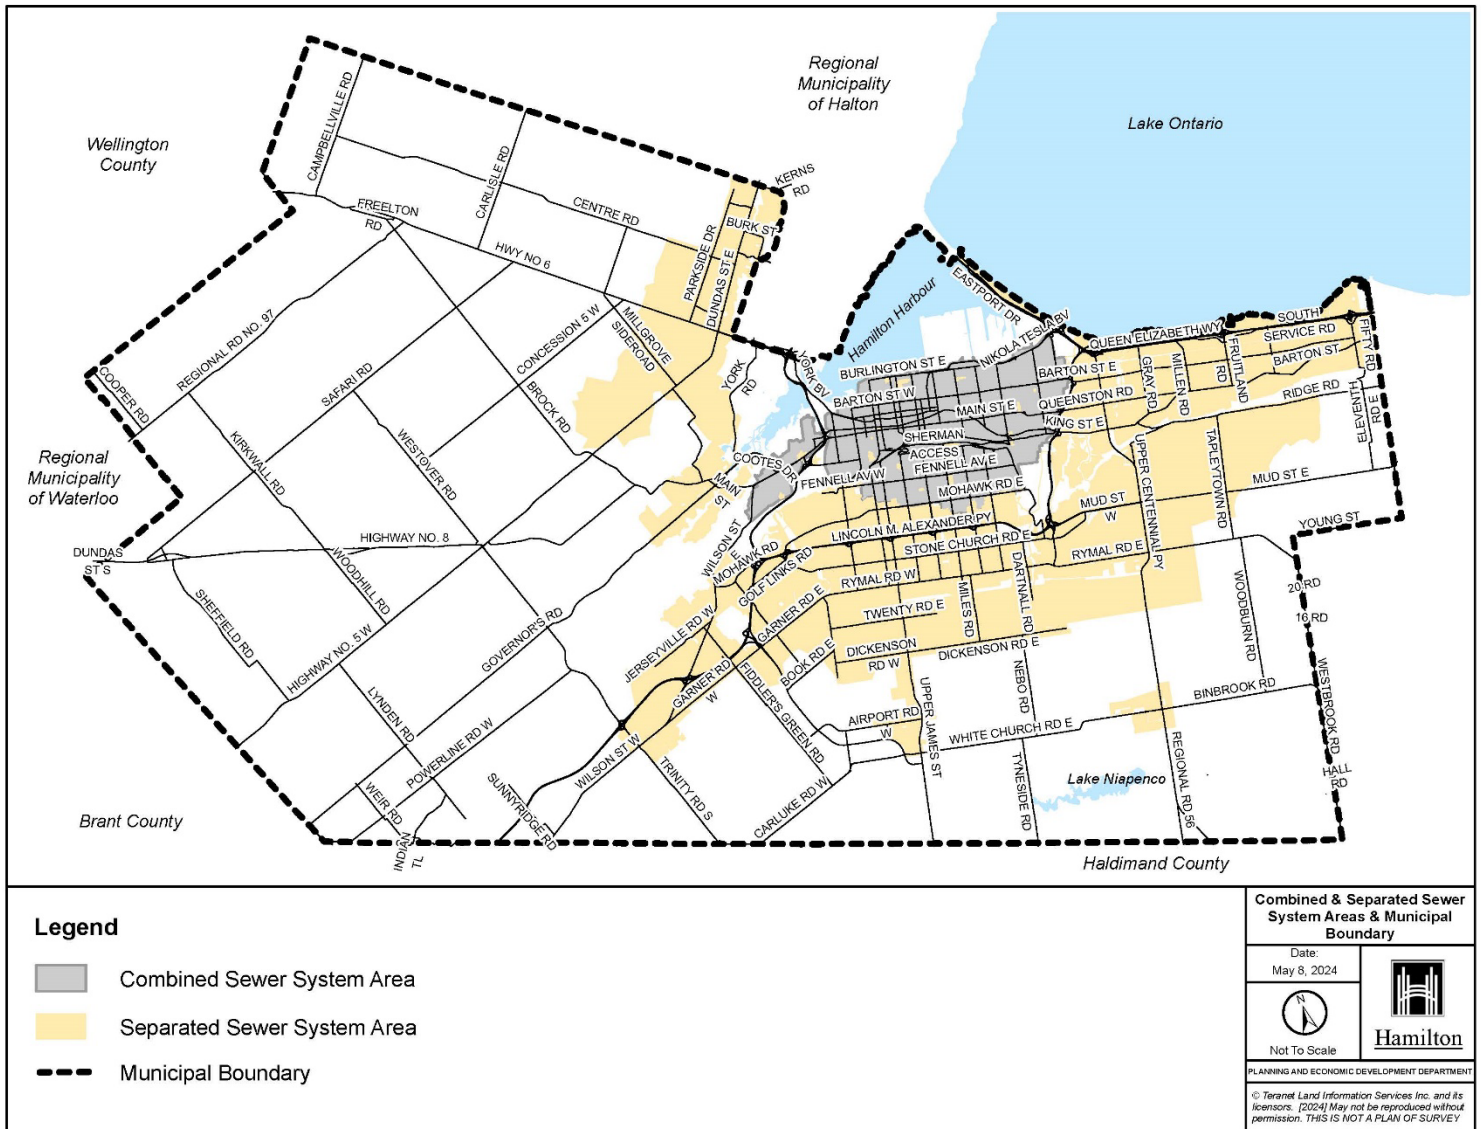 Regional
Municipality
of Halton
Lake Ontario
Wellington
County
CAMPBELLVILLE RD
CARLISLE RD
KERNS
RD
FREELTON
RD
CENTRE RD
BURK ST
PARKSIDE DR
DUNDAS ST E
HWY NO 6
Hamilton Harbour
EASTPORT DR
REGIONAL RD NO. 97
CONCESSION 5 W
MILLGROVE
SIDEROAD
YORK
RD
YORK BV
BURLINGTON ST E
NIKOLA TESLA BV
QUEEN ELIZABETH WY
SOUTH
SERVICE RD
BARTON ST
FIFTY RD
COOPER RD
SAFARI RD
BROCK RD
BARTON ST W
BARTON ST E
GRAY RD
MILLEN RD
FRUITLAND
RD
MAIN ST E
QUEENSTON RD
RIDGE RD
KING ST E
ELEVENTH
RD E
Regional
Municipality
of Waterloo
KIRKWALL RD
WESTOVER RD
COOTES DR
MAIN
ST
SHERMAN
ACCESS
FENNELL AV W
FENNELL AV E
MOHAWK RD E
UPPER CENTENNIAL PY
TAPLEYTOWN RD
MUD ST
W
MUD ST E
YOUNG ST
DUNDAS
ST S
HIGHWAY NO. 8
WOODHILL RD
WILSON ST
E
MOHAWK RD
GOLF LINKS RD
LINCOLN M. ALEXANDER PY
STONE CHURCH RD E
RYMAL RD E
RYMAL RD W
SHEFFIELD RD
GOVERNOR'S RD
HIGHWAY NO. 5 W
JERSEYVILLE RD W
GARNER RD E
TWENTY RD E
MILES RD
DARTNALL RD
WOODBURN RD
20 RD
16 RD
DICKENSON
RD W
DICKENSON RD E
LYNDEN RD
GARNER RD
W
BOOK RD E
FIDDLER'S GREEN RD
NEBO RD
BINBROOK RD
WESTBROOK RD
AIRPORT RD
W
UPPER JAMES ST
WHITE CHURCH RD E
POWERLINE RD W
WILSON ST W
WEIR RD
SUNNYRIDGE RD
TRINITY RD S
CARLUKE RD W
TYNESIDE RD
Lake Niapenco
REGIONAL RD 56
HALL
RD
Brant County
INDIAN
TL
Haldimand County
Legend
Combined Sewer System Area
Separated Sewer System Area
Municipal Boundary
Combined & Separated Sewer
System Areas & Municipal
Boundary
Date:
May 8, 2024
N
Not To Scale
Hamilton
PLANNING AND ECONOMIC DEVELOPMENT DEPARTMENT
© Teranet Land Information Services Inc. and its
licensors. [2024] May not be reproduced without
permission. THIS IS NOT A PLAN OF SURVEY